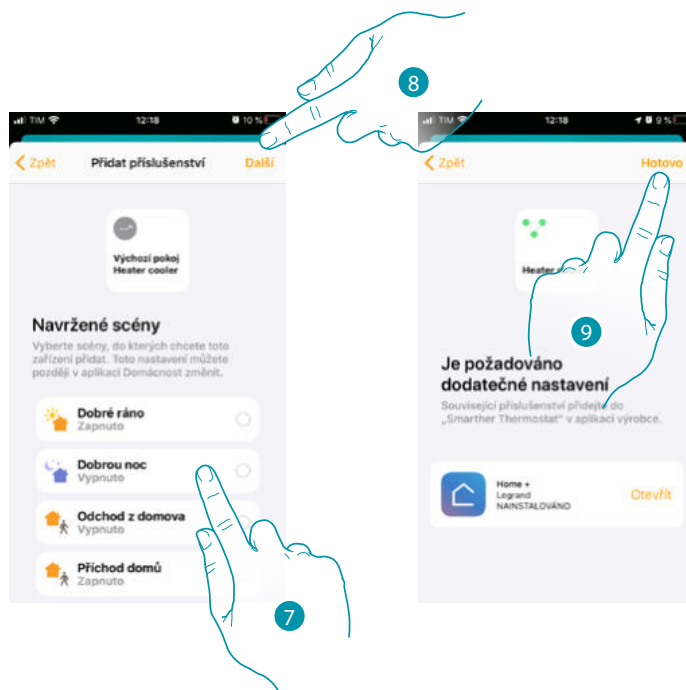 8
TIM
12:18
10 %
Zpět
Přidat příslušenství
Další
Výchozí pokoj
Heater cooler
Navržené scény
Vyberte scény, do kterých chcete toto
zařízení přidat. Toto nastavení můžete
později v aplikaci Domácnost změnit.
Dobré ráno
Zapnuto
Dobrou noc
Vypnuto
Odchod z domova
Vypnuto
Příchod domů
Zapnuto
7
TIM
12:18
9 %
Zpět
Hotovo
Heater
9
Je požadováno
dodatečné nastavení
Související příslušenství přidejte do
„Smarther Thermostat“ v aplikaci výrobce.
Home +
Legrand
NAINSTALOVÁNO
Otevřít